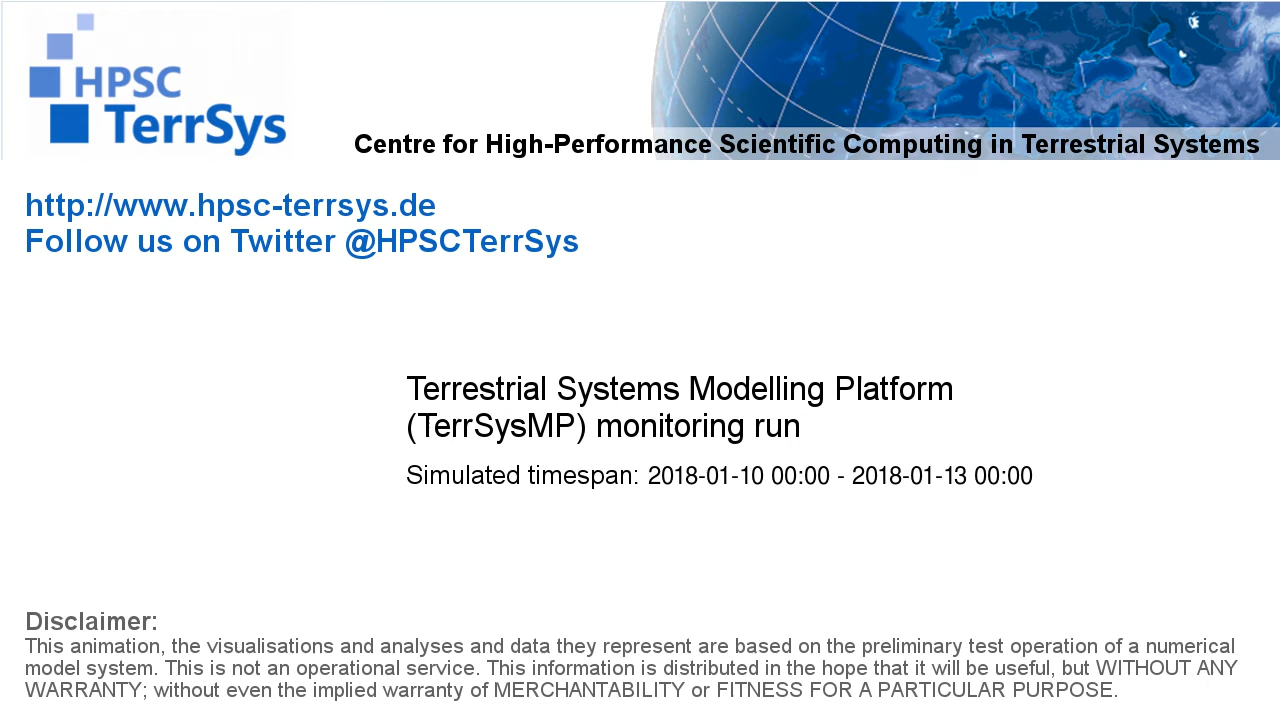 HPSC
TerrSys
Centre for High-Performance Scientific Computing in Terrestrial Systems
http://www.hpsc-terrsys.de
Follow us on Twitter @HPSCTerrSys
Terrestrial Systems Modelling Platform
(TerrSysMP) monitoring run
Simulated timespan: 2018-01-10 00:00 - 2018-01-13 00:00
Disclaimer:
This animation, the visualisations and analyses and data they represent are based on the preliminary test operation of a numerical
model system. This is not an operational service. This information is distributed in the hope that it will be useful, but WITHOUT ANY
WARRANTY; without even the implied warranty of MERCHANTABILITY or FITNESS FOR A PARTICULAR PURPOSE.